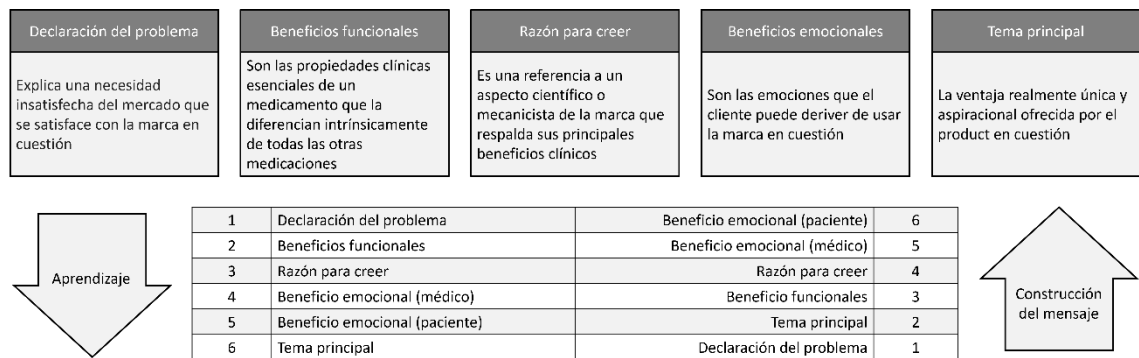 Declaración del problema
Explica una necesidad
insatisfecha del mercado que
se satisface con la marca en
cuestión
Beneficios funcionales
Son las propiedades clínicas
esenciales de un
medicamento que la
diferencian intrínsicamente
de todas las otras
medicaciones
Razón para creer
Es una referencia a un
aspecto científico o
mecanicista de la marca que
respalda sus principales
beneficios clínicos
Beneficios emocionales
Son las emociones que el
cliente puede derivar de usar
la marca en cuestión
Tema principal
La ventaja realmente única y
aspiracional ofrecida por el
product en cuestión
Aprendizaje
1 Declaración del problema Beneficio emocional (paciente) 6
2 Beneficios funcionales Beneficio emocional (médico) 5
3 Razón para creer Razón para creer 4
4 Beneficio emocional (médico) Beneficio funcionales 3
5 Beneficio emocional (paciente) Tema principal 2
6 Tema principal Declaración del problema 1
Construcción
del mensaje